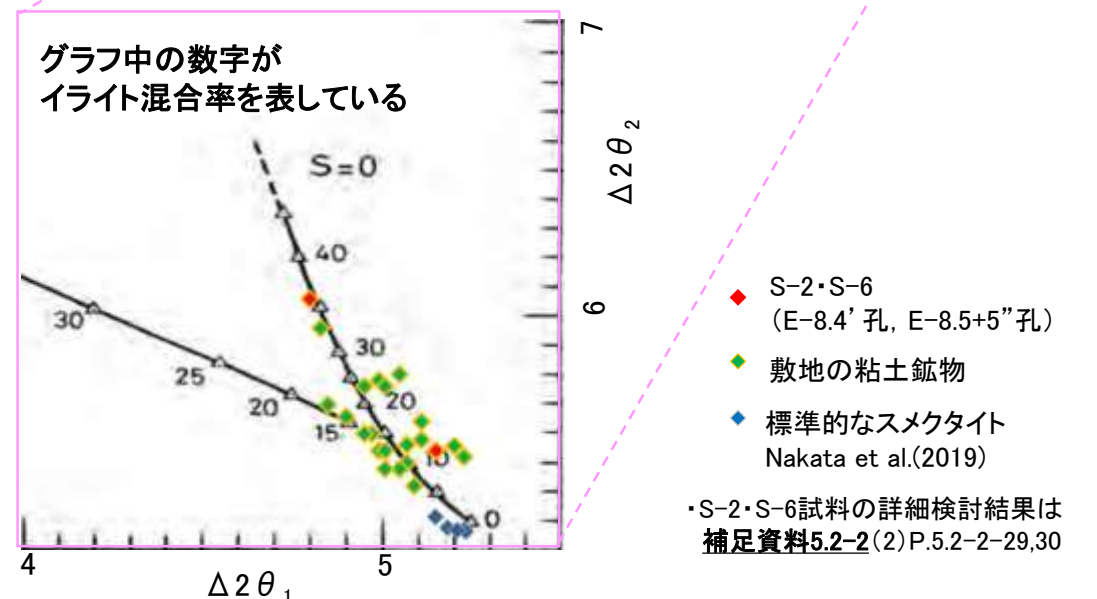 グラフ中の数字が
イライト混合率を表している
S=0
40
30
20
10
0
30
25
20
15
7
6
Δ2θ₂
4
5
Δ2θ₁
S-2・S-6
(E-8.4’孔, E-8.5+5”孔)
敷地の粘土鉱物
標準的なスメクタイト
Nakata et al.(2019)
・S-2・S-6試料の詳細検討結果は
補足資料5.2-2(2)P.5.2-2-29,30